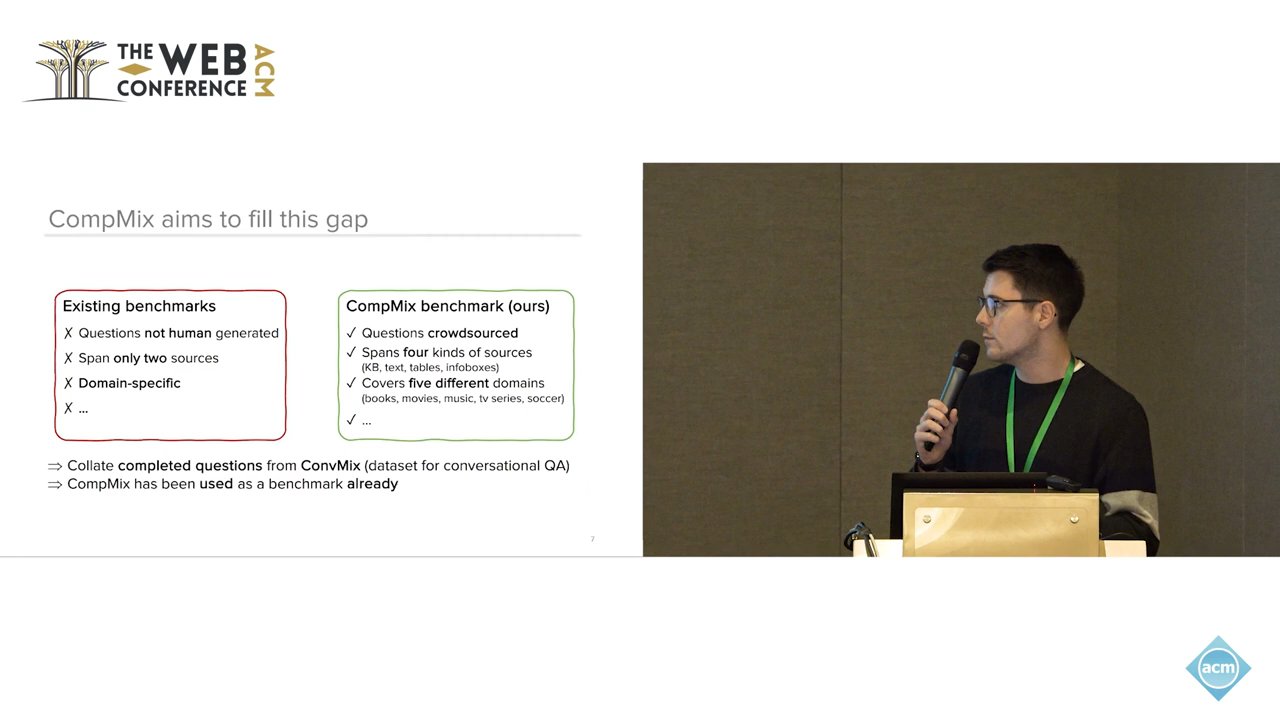 THE WEB
CONFERENCE
ACM
CompMix aims to fill this gap
Existing benchmarks
✗ Questions not human generated
✗ Span only two sources
✗ Domain-specific
✗ ...
CompMix benchmark (ours)
✓ Questions crowdsourced
✓ Spans four kinds of sources
(KB, text, tables, infoboxes)
✓ Covers five different domains
(books, movies, music, tv series, soccer)
✓ ...
⇒ Collate completed questions from ConvMix (dataset for conversational QA)
⇒ CompMix has been used as a benchmark already
7
acm